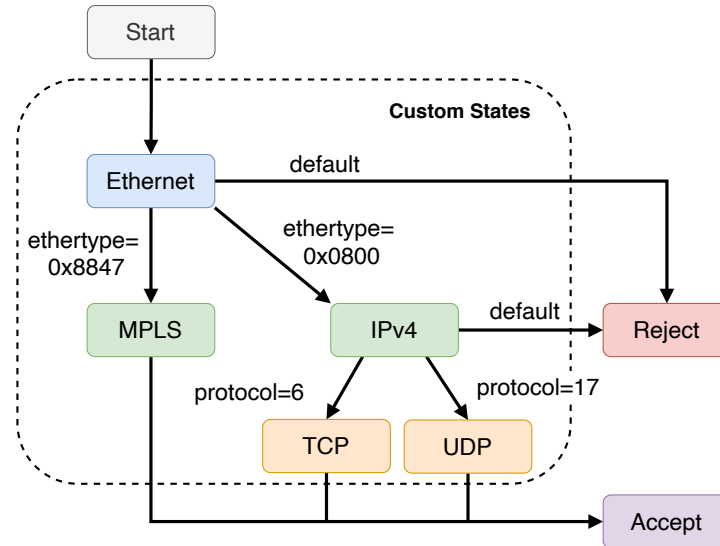 Start
Custom States
default
Ethernet
ethertype=
0x8847
ethertype=
0x0800
MPLS
IPv4
default
Reject
protocol=6
protocol=17
TCP
UDP
Accept